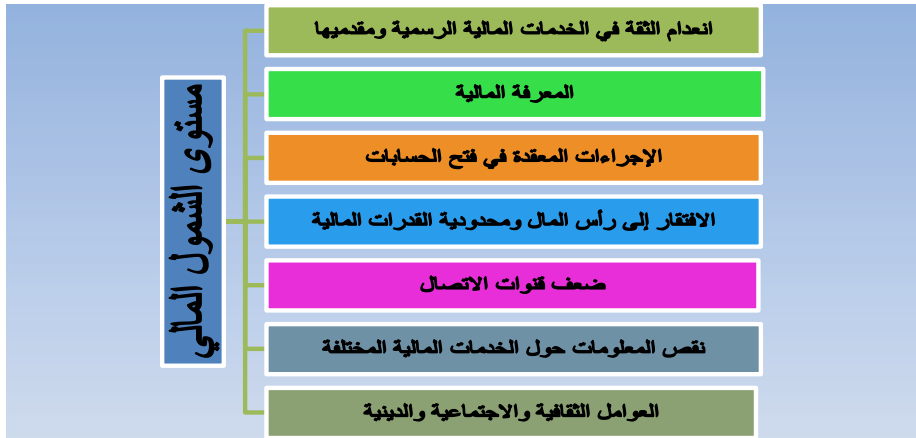 مستوى الشمول المالي
انعدام الثقة في الخدمات المالية الرسمية ومقدميها
المعرفة المالية
الإجراءات المعقدة في فتح الحسابات
الافتقار إلى رأس المال ومحدودية القدرات المالية
ضعف قنوات الاتصال
نقص المعلومات حول الخدمات المالية المختلفة
العوامل الثقافية والاجتماعية والدينية